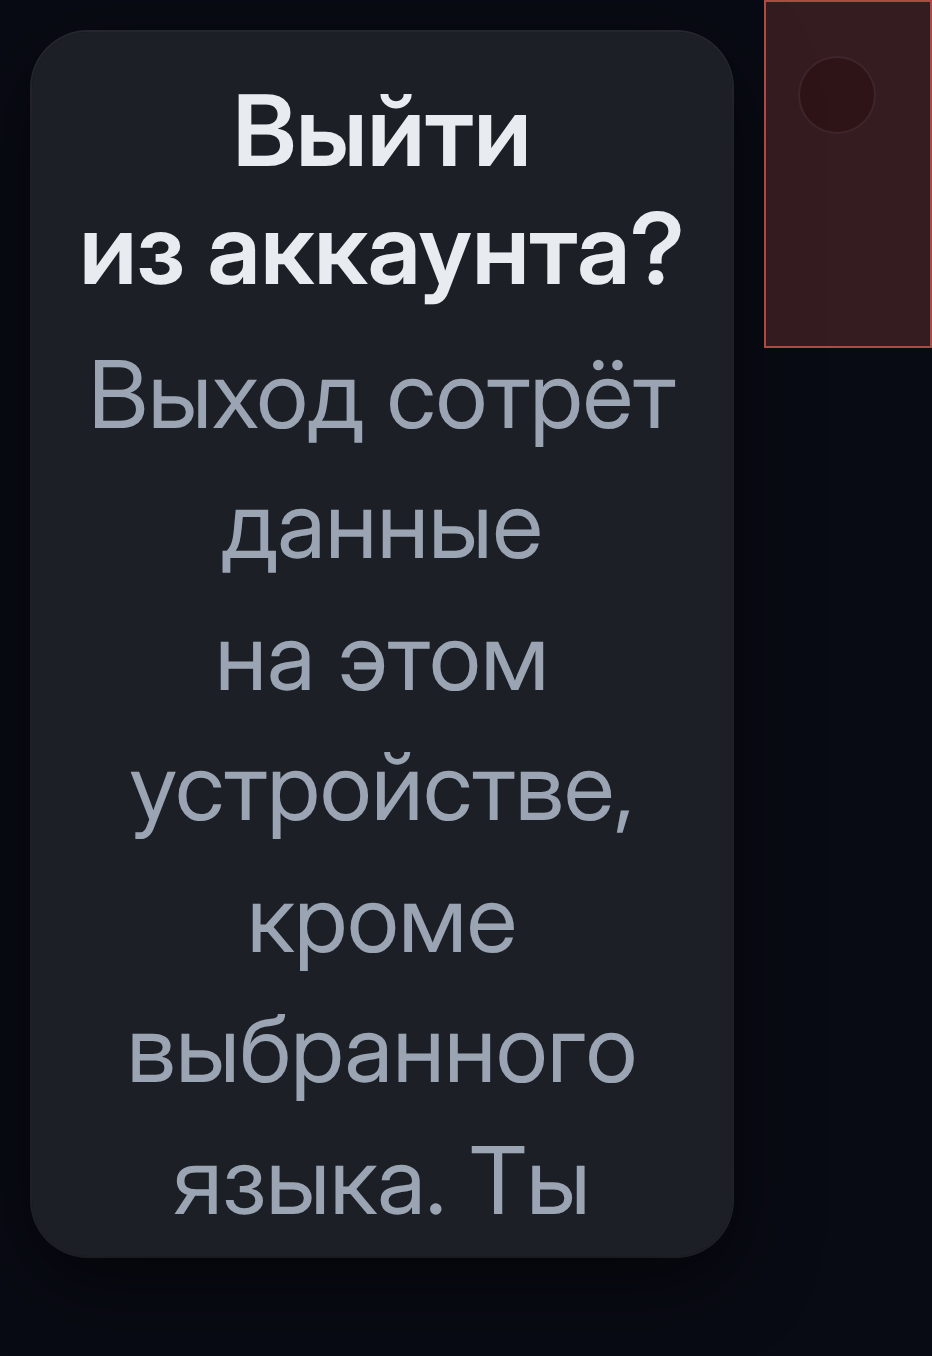 Выйти
из аккаунта?
Выход сотрёт
данные
на этом
устройстве,
кроме
выбранного
языка. Ты